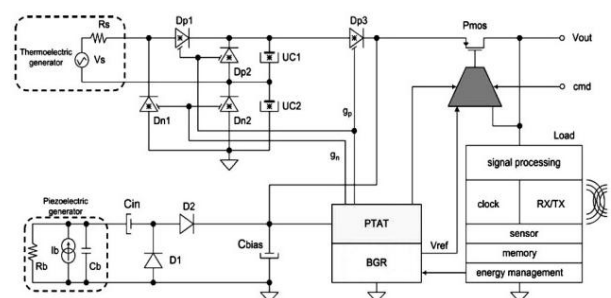 Rs
Dp1
Dp3
Pmos
Vout
Thermoelectric
generator
Vs
Dp2
UC1
cmd
Dn1
Dn2
UC2
gp
gn
Load
signal processing
Piezoelectric
generator
Cin
D2
clock
RX/TX
Cbias
PTAT
sensor
Rb
Ib
Cb
D1
BGR
Vref
memory
energy management